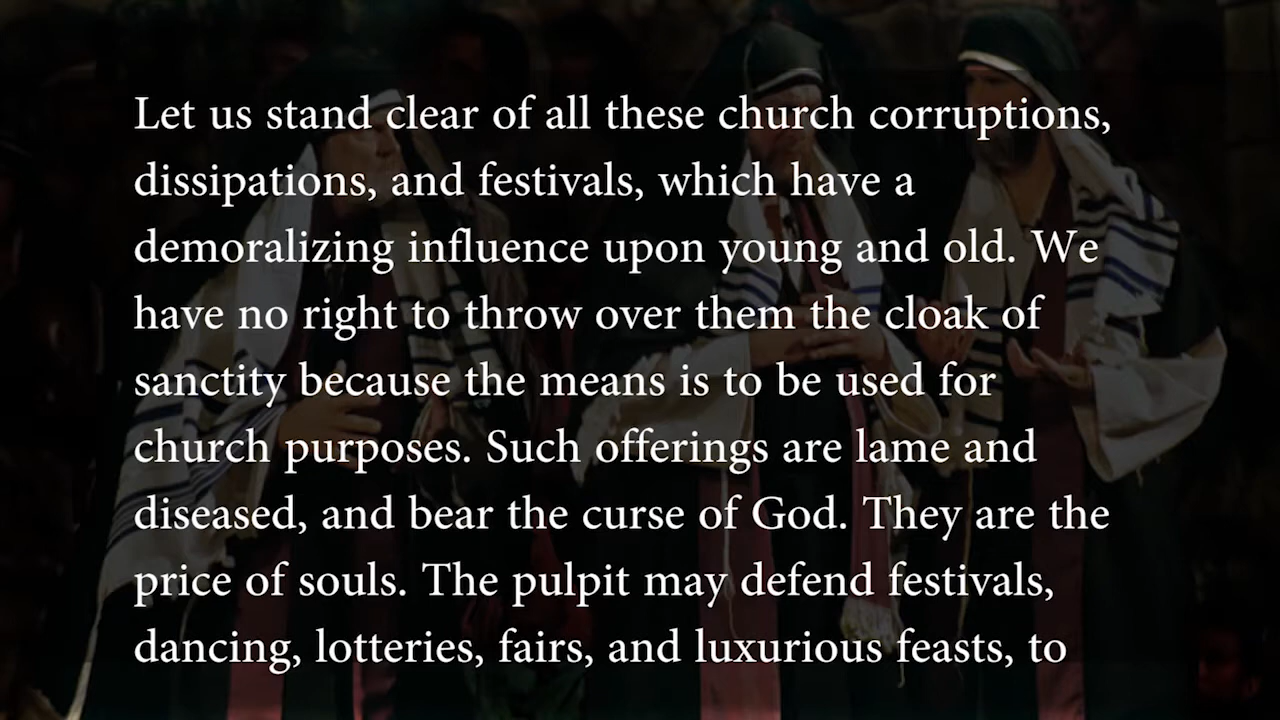 Let us stand clear of all these church corruptions,
dissipations, and festivals, which have a
demoralizing influence upon young and old. We
have no right to throw over them the cloak of
sanctity because the means is to be used for
church purposes. Such offerings are lame and
diseased, and bear the curse of God. They are the
price of souls. The pulpit may defend festivals,
dancing, lotteries, fairs, and luxurious feasts, to